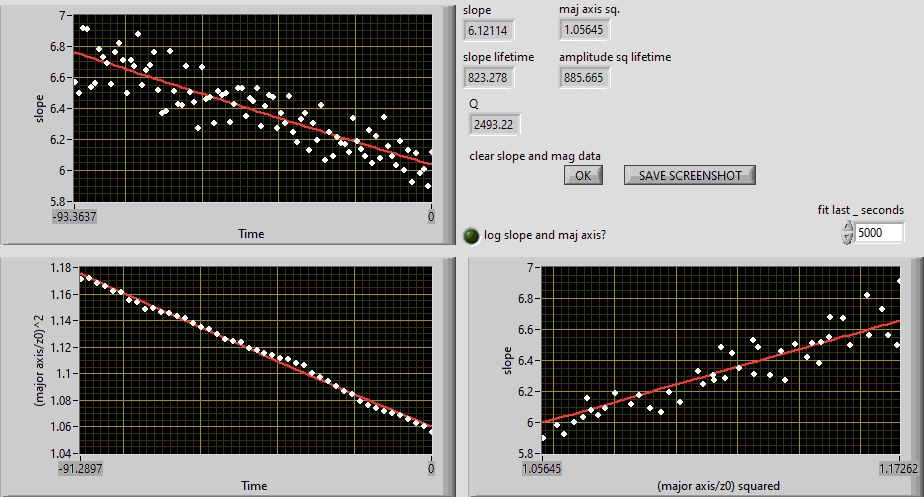 7
6.8
6.6
6.4
6.2
6
5.8
slope
-93.3637
0
Time
slope
6.12114
maj axis sq.
1.05645
slope lifetime
823.278
amplitude sq lifetime
885.665
Q
2493.22
clear slope and mag data
OK
SAVE SCREENSHOT
fit last _ seconds
5000
log slope and maj axis?
1.18
1.16
1.14
1.12
1.1
1.08
1.06
1.04
(major axis/z0)^2
-91.2897
0
Time
7
6.8
6.6
6.4
6.2
6
5.8
slope
1.05645
1.17262
(major axis/z0) squared